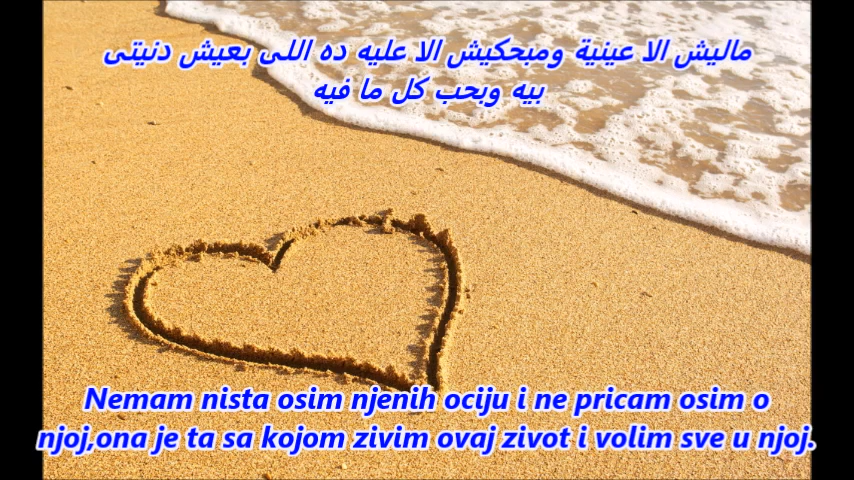 ماليش الا عينية ومبحكيش الا عليه ده اللى بعيش دنيتى
بيه وبحب كل ما فيه
Nemam nista osim njenih ociju i ne pricam osim o
njoj,ona je ta sa kojom zivim ovaj zivot i volim sve u njoj.